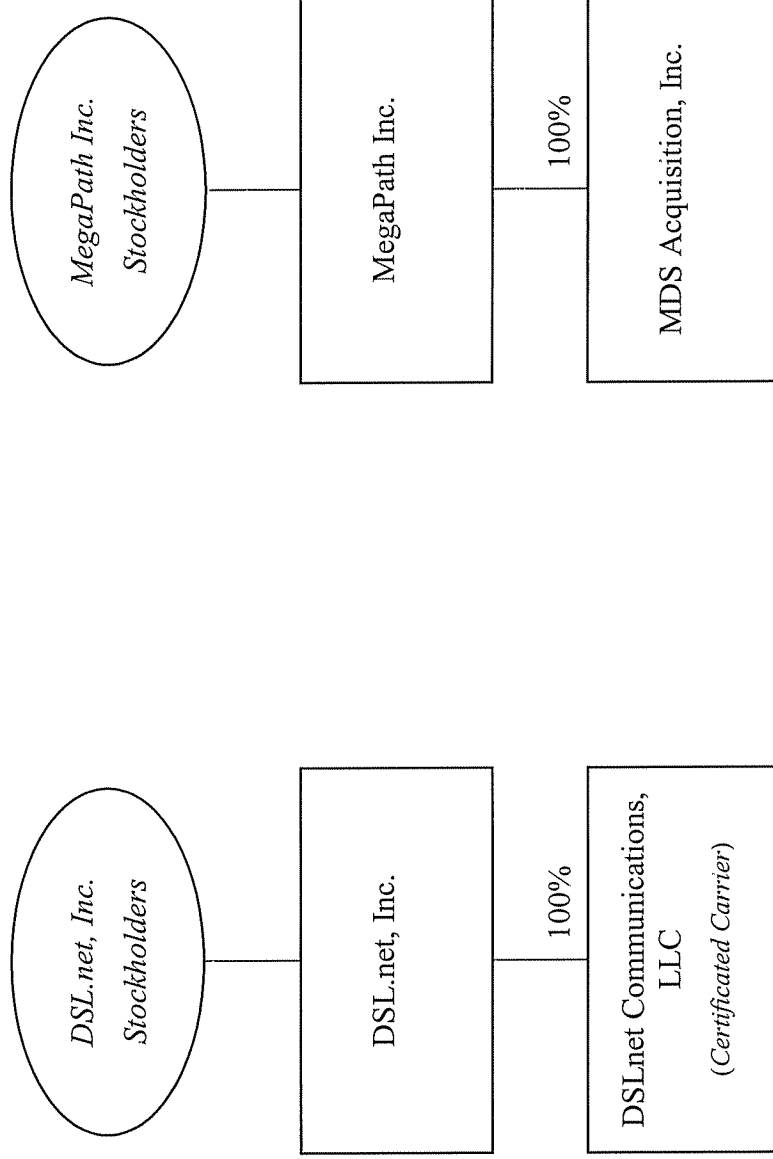 DSL.net, Inc.
Stockholders
DSL.net, Inc.
100%
DSLnet Communications,
LLC
(Certificated Carrier)
MegaPath Inc.
Stockholders
MegaPath Inc.
100%
MDS Acquisition, Inc.